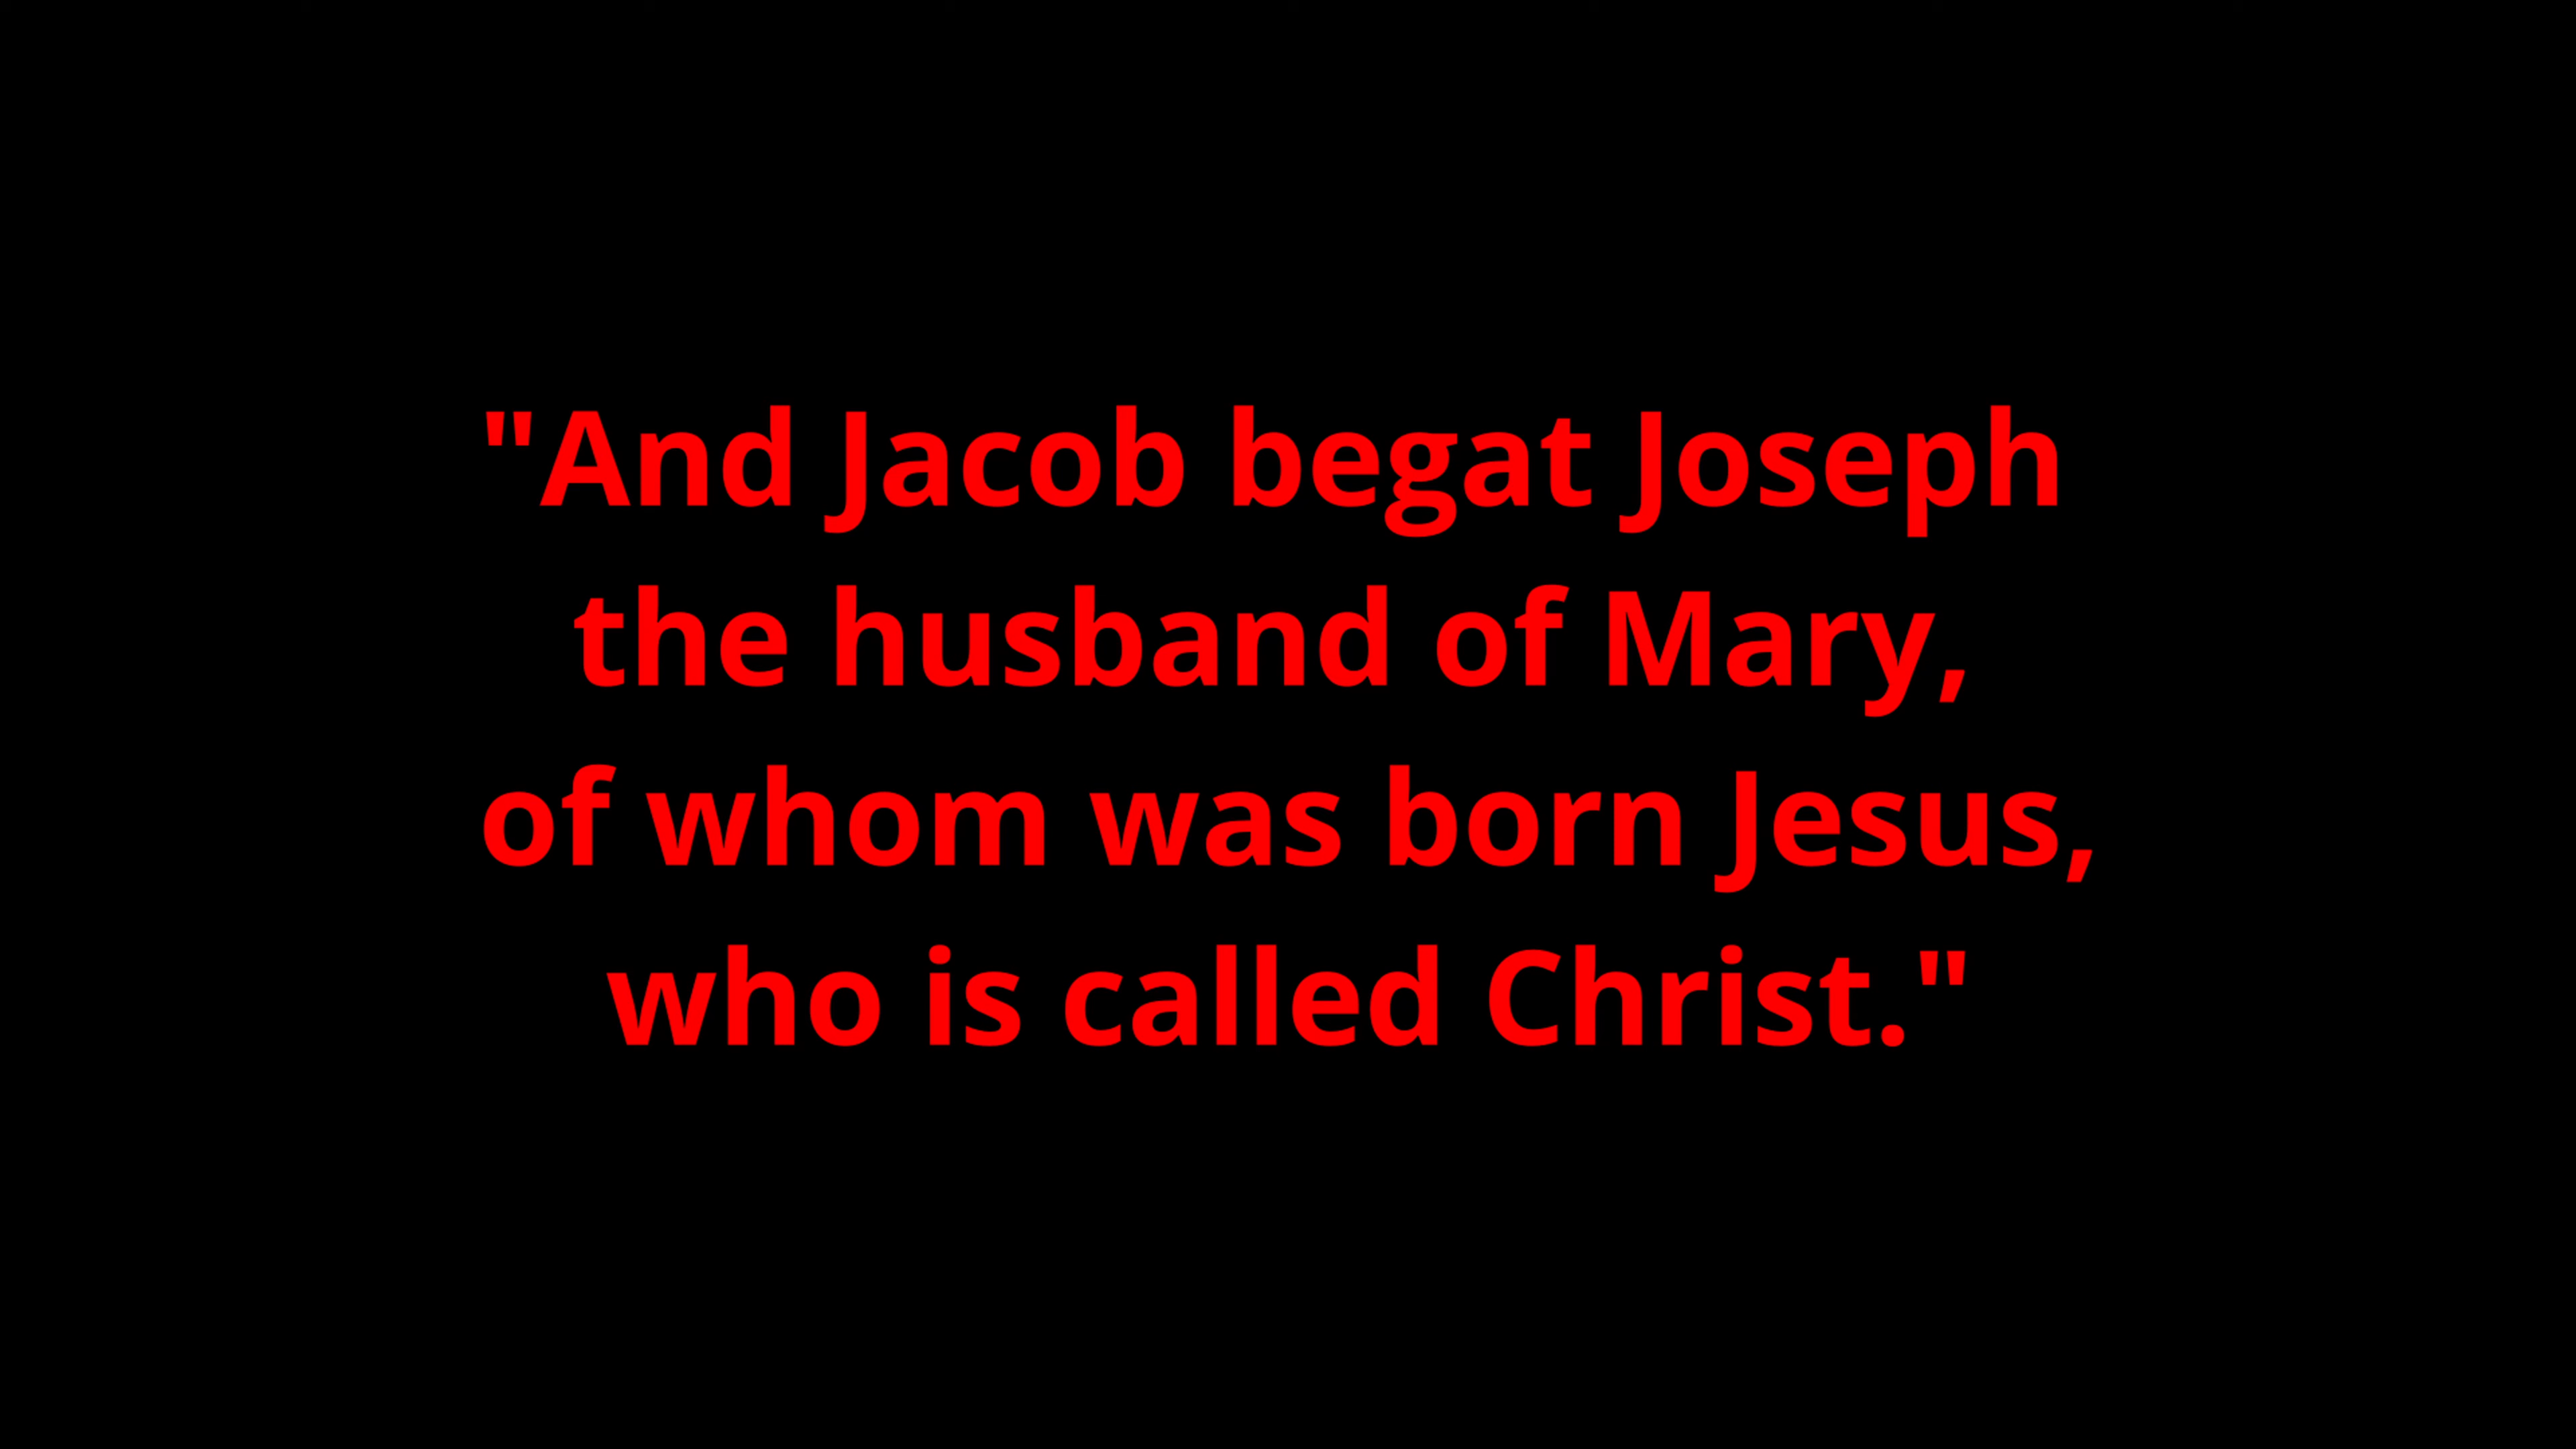 "And Jacob begat Joseph
the husband of Mary,
of whom was born Jesus,
who is called Christ."